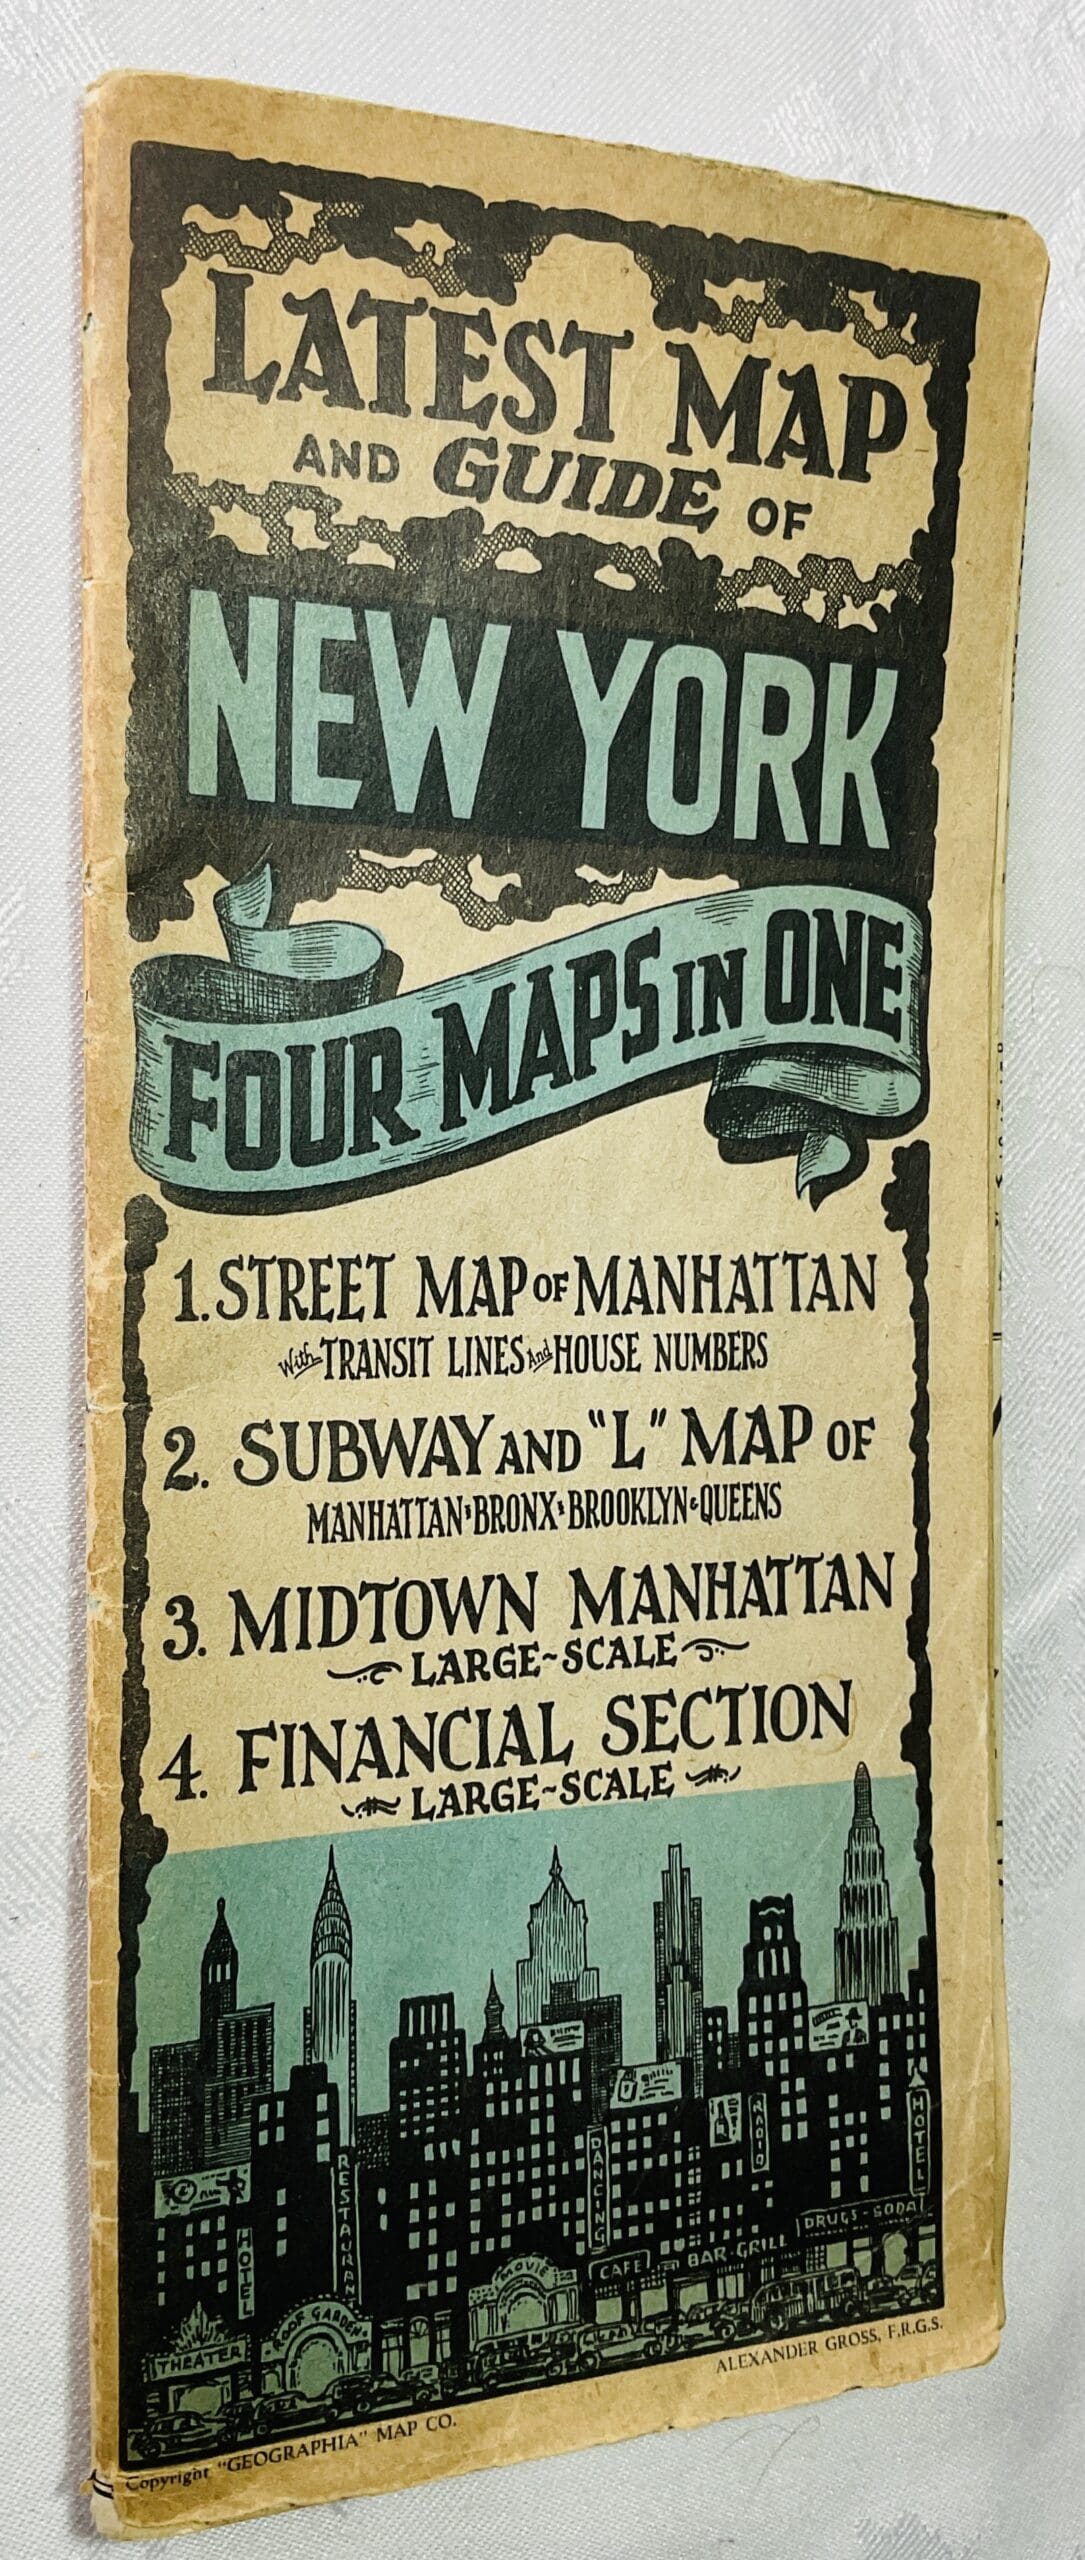 LATEST MAP
AND GUIDE OF
NEW YORK
FOUR MAPS IN ONE
1. STREET MAP OF MANHATTAN
With TRANSIT LINES And HOUSE NUMBERS
2. SUBWAY AND "L" MAP OF
MANHATTAN · BRONX · BROOKLYN & QUEENS
3. MIDTOWN MANHATTAN
LARGE-SCALE
4. FINANCIAL SECTION
LARGE-SCALE
HOTEL
RESTAURANT
DANCING
RADIO
HOTEL
DRUGS - SODA
BAR · GRILL
CAFE
MOVIE
ROOF GARDEN
THEATER
Copyright "GEOGRAPHIA" MAP CO.
ALEXANDER GROSS, F.R.G.S.